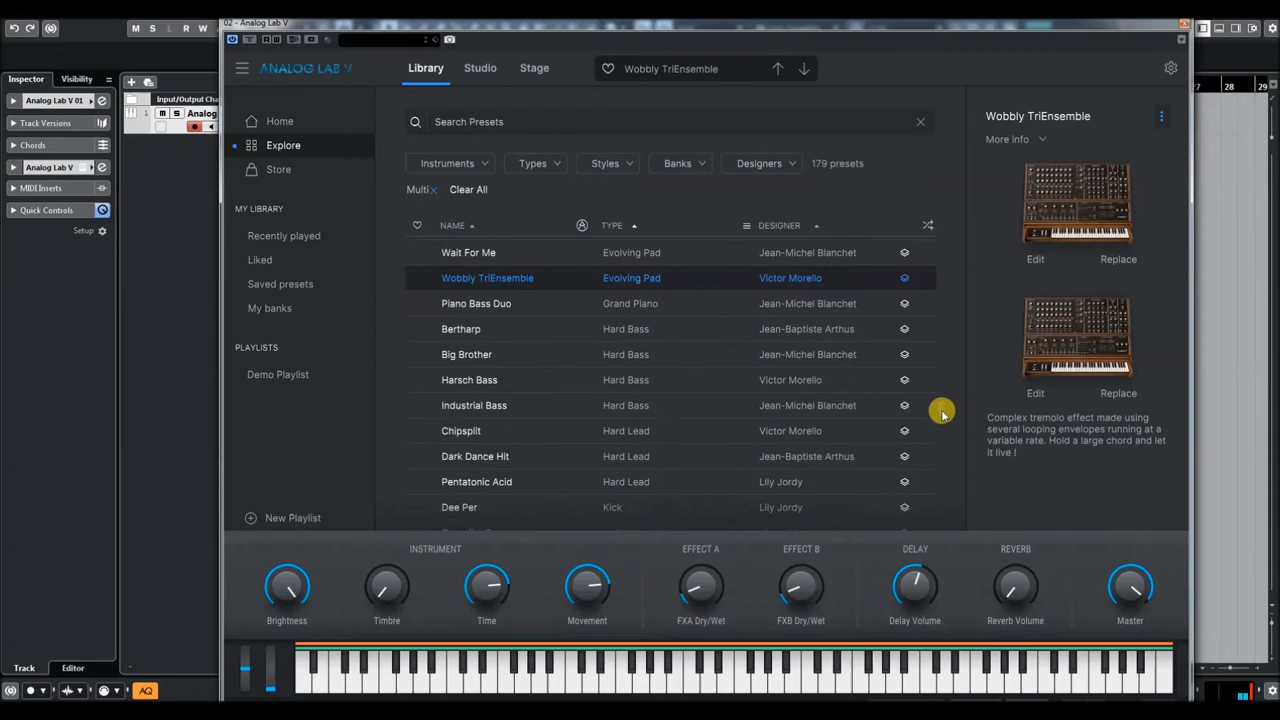 02 - Analog Lab V
M S L R W
Inspector Visibility
Analog Lab V 01
Track Versions
Chords
Analog Lab V
MIDI Inserts
Quick Controls
Setup
Input/Output Cha
1 m S Analog
ANALOG LAB V
Library Studio Stage
Wobbly TriEnsemble
Home
Explore
Store
MY LIBRARY
Recently played
Liked
Saved presets
My banks
PLAYLISTS
Demo Playlist
New Playlist
Search Presets
Instruments Types Styles Banks Designers 179 presets
Multi Clear All
NAME TYPE DESIGNER
Wait For Me Evolving Pad Jean-Michel Blanchet
Wobbly TriEnsemble Evolving Pad Victor Morello
Piano Bass Duo Grand Piano Jean-Michel Blanchet
Bertharp Hard Bass Jean-Baptiste Arthus
Big Brother Hard Bass Jean-Michel Blanchet
Harsch Bass Hard Bass Victor Morello
Industrial Bass Hard Bass Jean-Michel Blanchet
Chipsplit Hard Lead Victor Morello
Dark Dance Hit Hard Lead Jean-Baptiste Arthus
Pentatonic Acid Hard Lead Lily Jordy
Dee Per Kick Lily Jordy
Wobbly TriEnsemble
More info
Edit Replace
Edit Replace
Complex tremolo effect made using
several looping envelopes running at a
variable rate. Hold a large chord and let
it live !
28 29
INSTRUMENT EFFECT A EFFECT B DELAY REVERB
Brightness Timbre Time Movement FXA Dry/Wet FXB Dry/Wet Delay Volume Reverb Volume Master
Track Editor
AQ